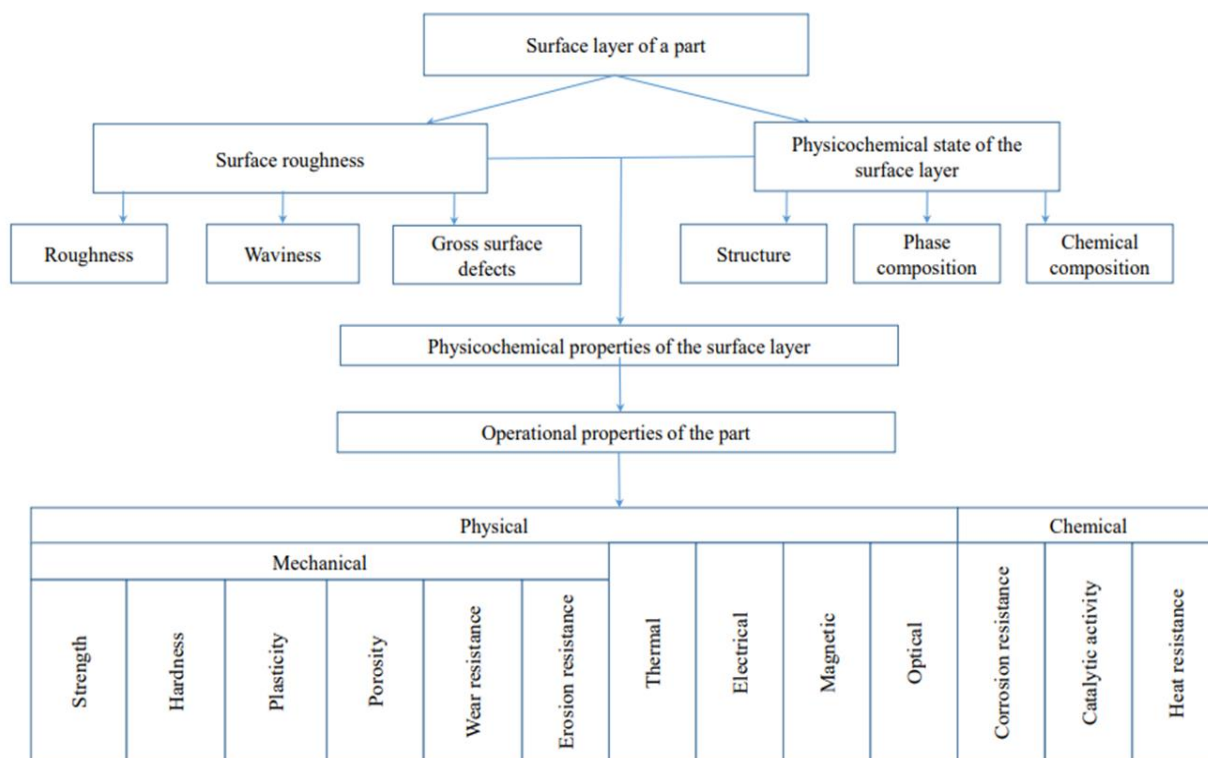 Surface layer of a part
Surface roughness
Physicochemical state of the
surface layer
Roughness
Waviness
Gross surface
defects
Structure
Phase
composition
Chemical
composition
Physicochemical properties of the surface layer
Operational properties of the part
Physical
Chemical
Mechanical
Strength
Hardness
Plasticity
Porosity
Wear resistance
Erosion resistance
Thermal
Electrical
Magnetic
Optical
Corrosion resistance
Catalytic activity
Heat resistance